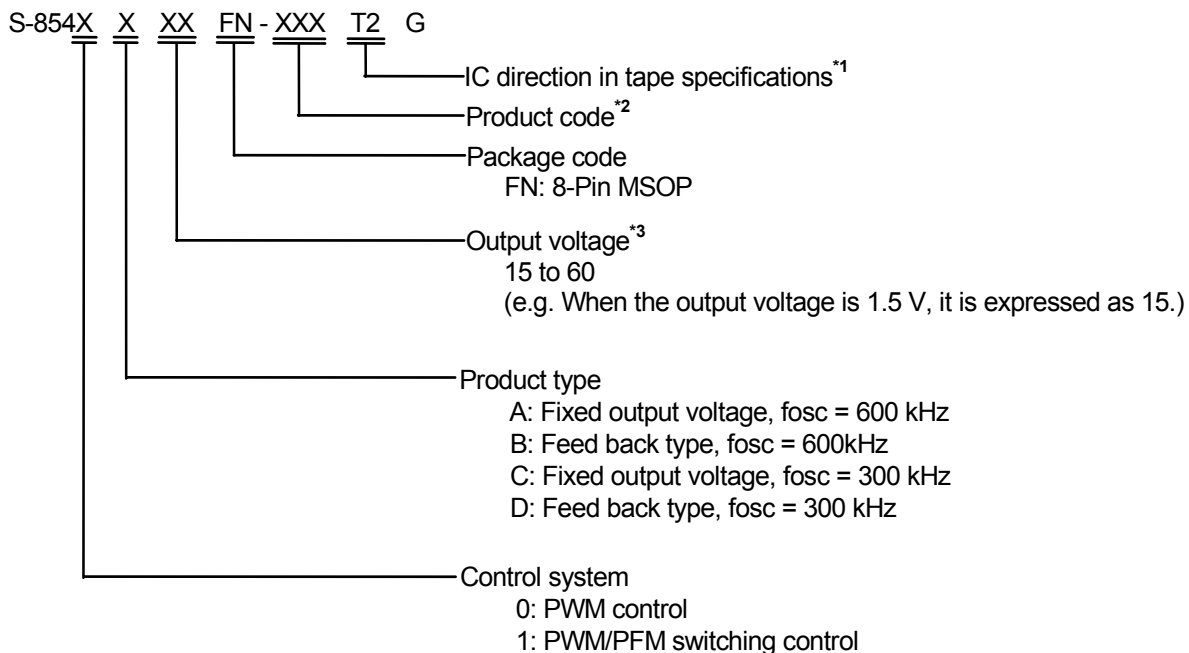 S-854X X XX FN - XXX T2 G
IC direction in tape specifications*1
Product code*2
Package code
FN: 8-Pin MSOP
Output voltage*3
15 to 60
(e.g. When the output voltage is 1.5 V, it is expressed as 15.)
Product type
A: Fixed output voltage, fosc = 600 kHz
B: Feed back type, fosc = 600kHz
C: Fixed output voltage, fosc = 300 kHz
D: Feed back type, fosc = 300 kHz
Control system
0: PWM control
1: PWM/PFM switching control